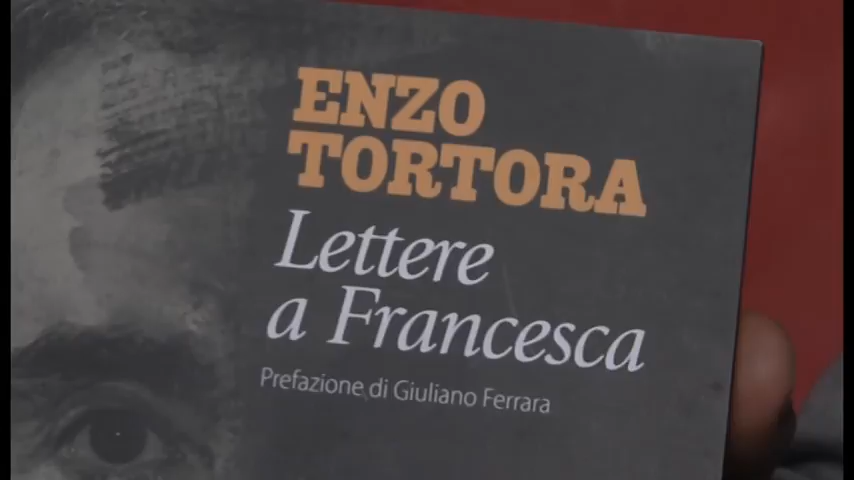 ENZO
TORTORA
Lettere
a Francesca
Prefazione di Giuliano Ferrara